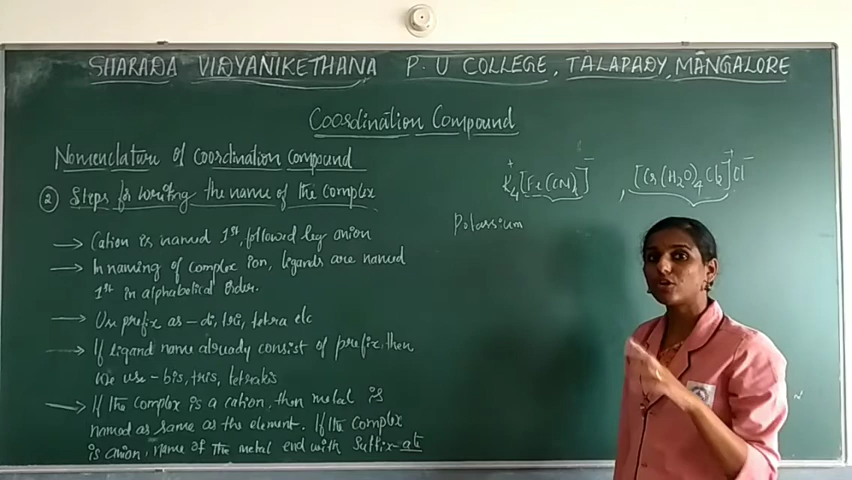 SHARADA VIDYANIKETHANA P.U COLLEGE, TALAPADY, MANGALORE
Coordination Compound
Nomenclature of Coordination Compound
② Steps for writing the name of the complex
→ Cation is named 1st, followed by anion
→ In naming of complex ion, ligands are named
1st in alphabetical order.
→ Use prefix as - di, tri, tetra etc
→ If ligand name already consist of prefix, then
we use - bis, tris, tetrakis
→ If the complex is a cation, then metal is
named as same as the element. If the complex
is anion, name of the metal end with suffix - ate
K₄⁺[Fe(CN)₆]⁻ , [Cr(H₂O)₄Cl₂]⁺Cl⁻
Potassium